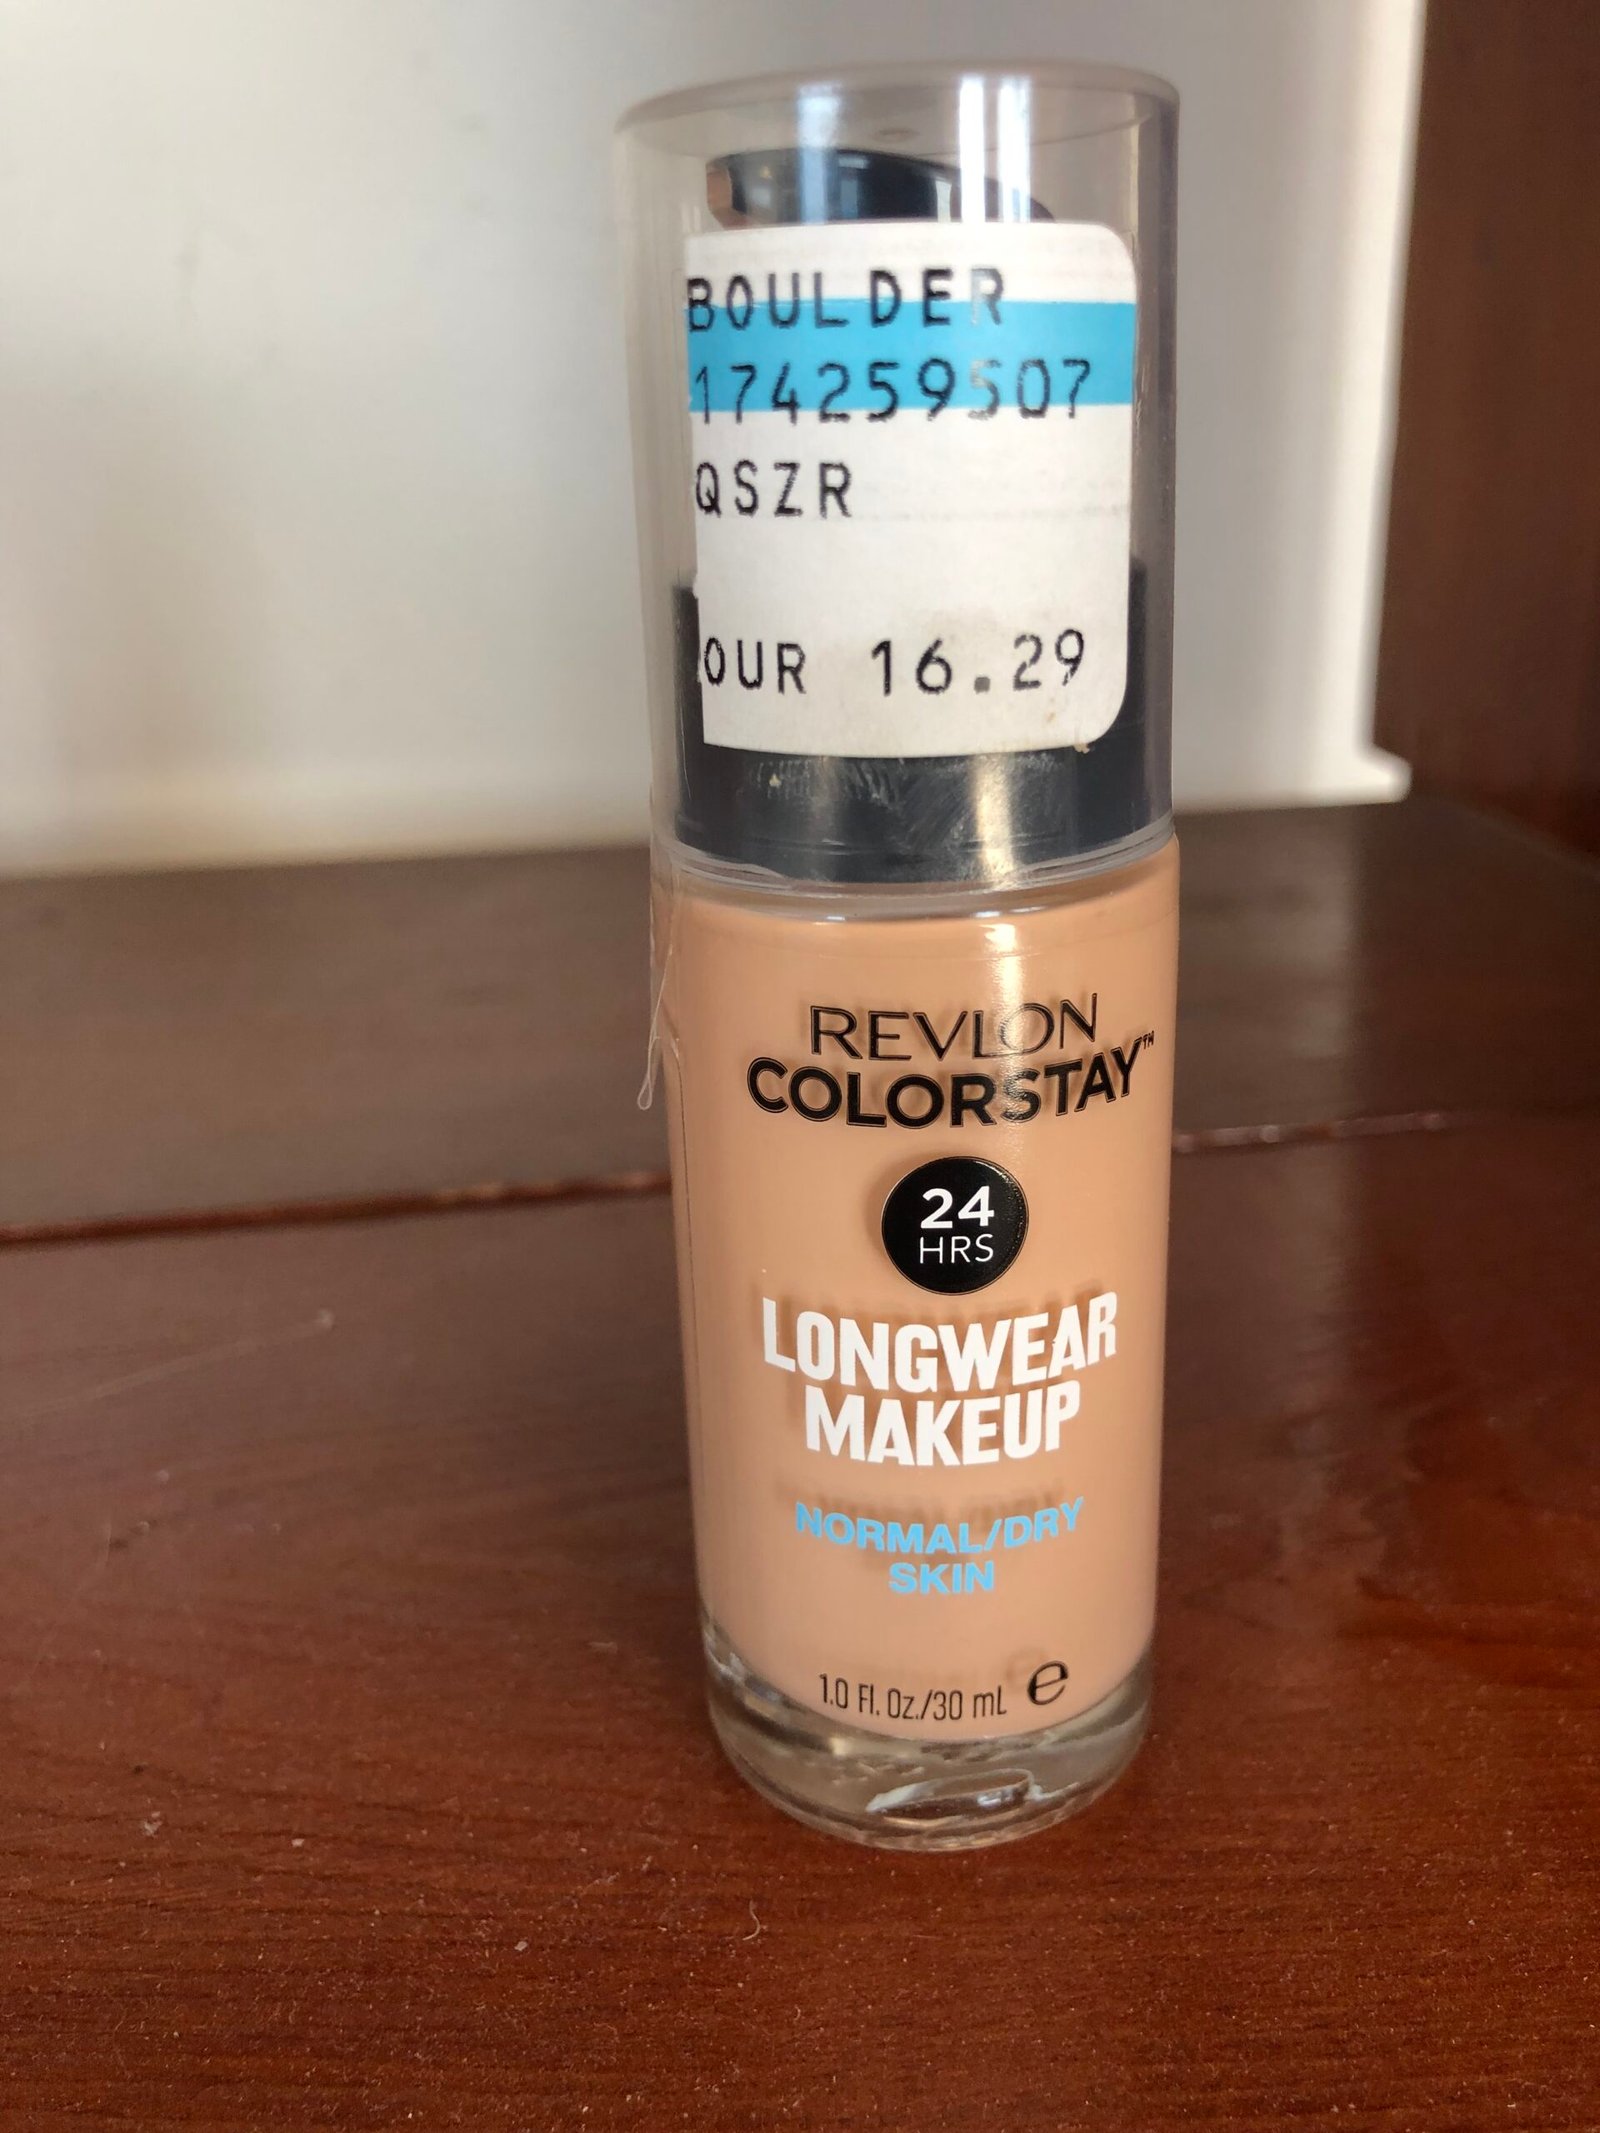 BOULDER
174259507
QSZR
OUR 16.29
REVLON
COLORSTAY™
24
HRS
LONGWEAR
MAKEUP
NORMAL/DRY
SKIN
1.0 Fl. Oz./30 mL ℮